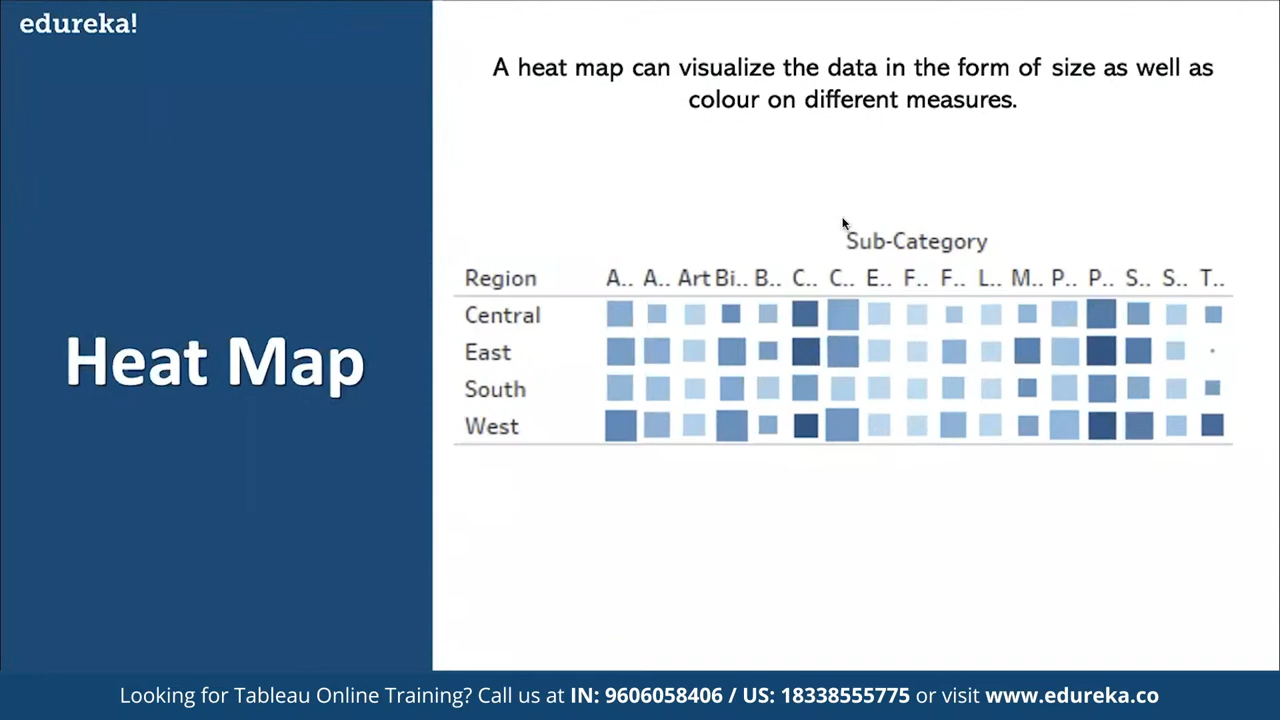 edureka!
A heat map can visualize the data in the form of size as well as
colour on different measures.
Heat Map
Sub-Category
Region A.. A.. Art Bi.. B.. C.. C.. E.. F.. F.. L.. M.. P.. P.. S.. S.. T..
Central
East
South
West
Looking for Tableau Online Training? Call us at IN: 9606058406 / US: 18338555775 or visit www.edureka.co